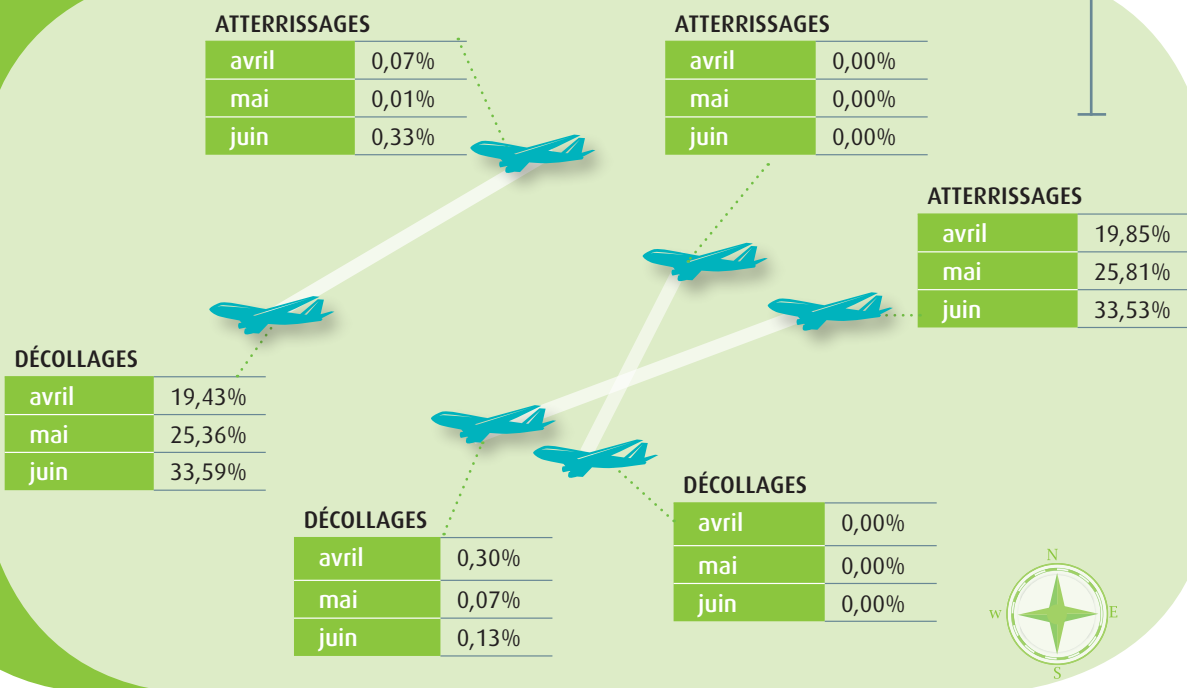 ATTERRISSAGES
avril 0,07%
mai 0,01%
juin 0,33%
ATTERRISSAGES
avril 0,00%
mai 0,00%
juin 0,00%
ATTERRISSAGES
avril 19,85%
mai 25,81%
juin 33,53%
DÉCOLLAGES
avril 19,43%
mai 25,36%
juin 33,59%
DÉCOLLAGES
avril 0,30%
mai 0,07%
juin 0,13%
DÉCOLLAGES
avril 0,00%
mai 0,00%
juin 0,00%
N
W E
S